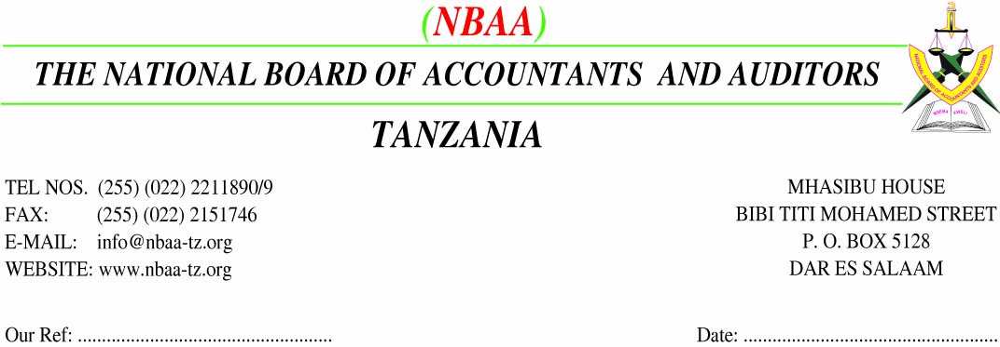 (NBAA)
THE NATIONAL BOARD OF ACCOUNTANTS AND AUDITORS
NATIONAL BOARD OF ACCOUNTANTS AND AUDITORS
MSEMA KWELI
TANZANIA
TEL NOS. (255) (022) 2211890/9
FAX: (255) (022) 2151746
E-MAIL: info@nbaa-tz.org
WEBSITE: www.nbaa-tz.org
MHASIBU HOUSE
BIBI TITI MOHAMED STREET
P. O. BOX 5128
DAR ES SALAAM
Our Ref: .....................................................
Date: .....................................................